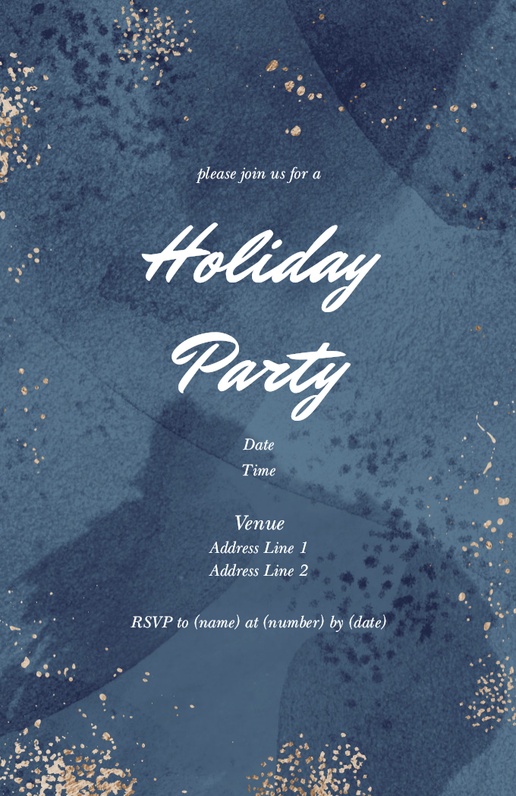 please join us for a
Holiday
Party
Date
Time
Venue
Address Line 1
Address Line 2
RSVP to (name) at (number) by (date)